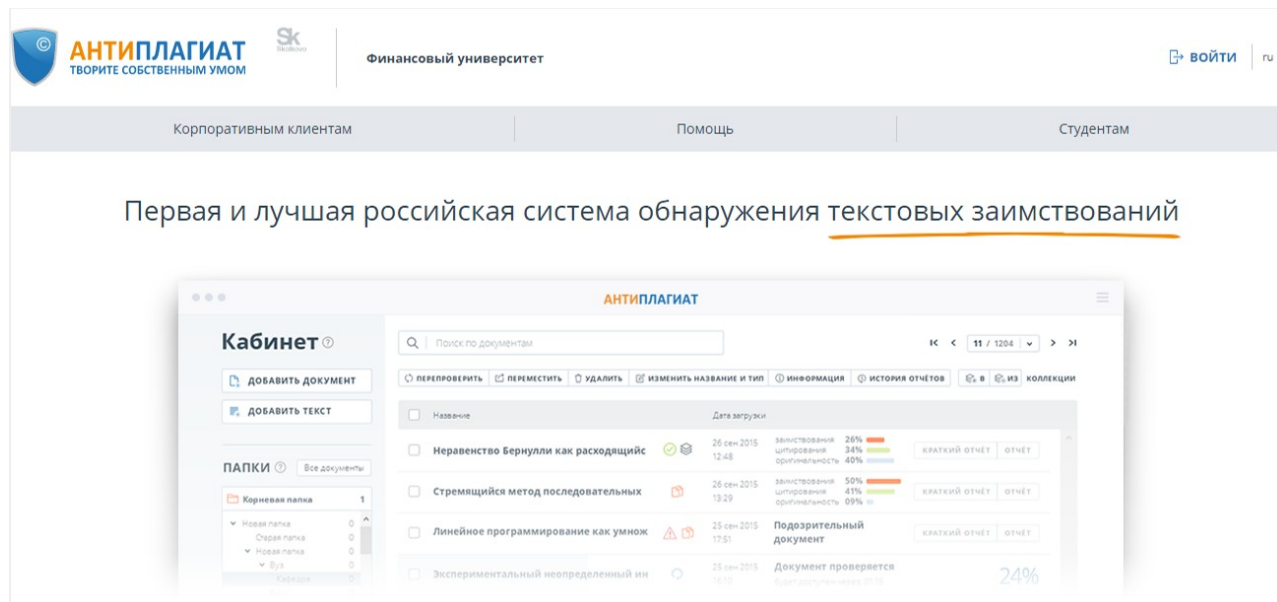 ©
АНТИПЛАГИАТ
ТВОРИТЕ СОБСТВЕННЫМ УМОМ
Sk
Skolkovo
Финансовый университет
ВОЙТИ
ru
Корпоративным клиентам
Помощь
Студентам
Первая и лучшая российская система обнаружения текстовых заимствований
АНТИПЛАГИАТ
Кабинет ?
ДОБАВИТЬ ДОКУМЕНТ
ДОБАВИТЬ ТЕКСТ
ПАПКИ ? Все документы
Корневая папка 1
Новая папка 0
Старая папка 0
Новая папка 0
Вуз 0
Кафедра
Поиск по документам
11 / 1204
ПЕРЕПРОВЕРИТЬ ПЕРЕМЕСТИТЬ УДАЛИТЬ ИЗМЕНИТЬ НАЗВАНИЕ И ТИП ИНФОРМАЦИЯ ИСТОРИЯ ОТЧЁТОВ В ИЗ КОЛЛЕКЦИИ
Название Дата загрузки
Неравенство Бернулли как расходящийс
26 сен 2015
12:48
заимствования 26%
цитирования 34%
оригинальность 40%
КРАТКИЙ ОТЧЁТ ОТЧЁТ
Стремящийся метод последовательных
26 сен 2015
13:29
заимствования 50%
цитирования 41%
оригинальность 09%
КРАТКИЙ ОТЧЁТ ОТЧЁТ
Линейное программирование как умнож
25 сен 2015
17:51
Подозрительный
документ
КРАТКИЙ ОТЧЁТ ОТЧЁТ
Экспериментальный неопределенный ин
25 сен 2015
Документ проверяется
24%